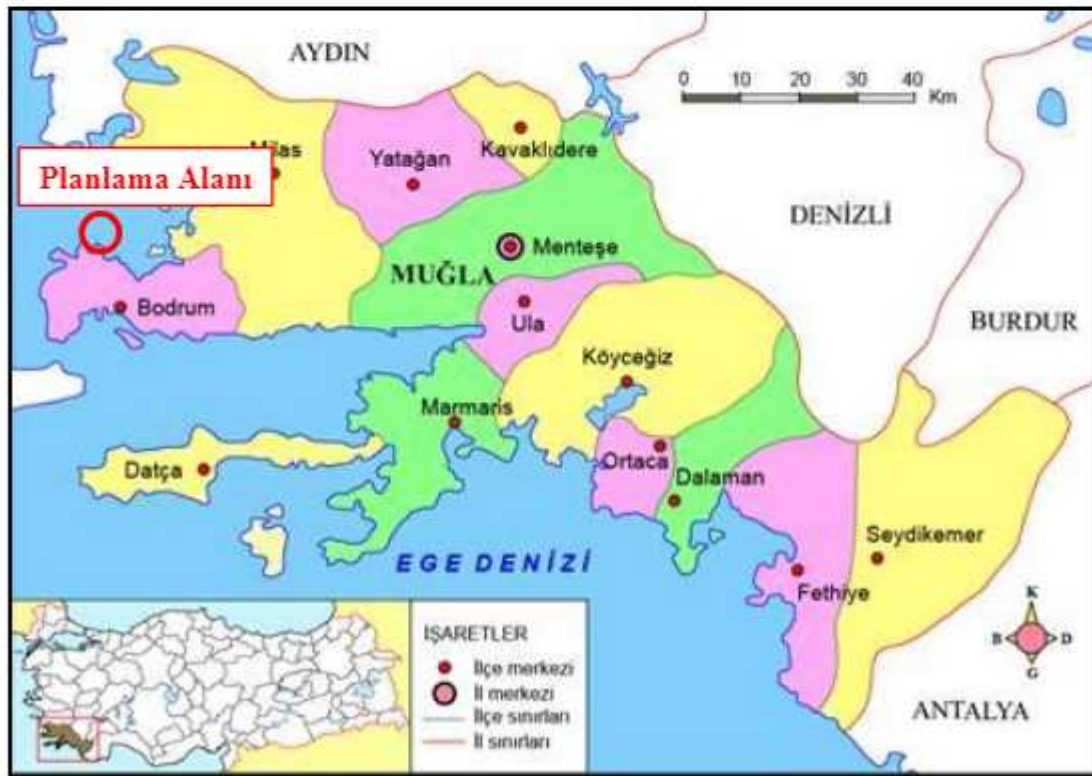 AYDIN
0 10 20 30 40
Km
Milas
Yatağan
Kavaklıdere
Planlama Alanı
DENİZLİ
Menteşe
MUĞLA
Bodrum
Ula
BURDUR
Köyceğiz
Marmaris
Datça
Ortaca
Dalaman
Seydikemer
EGE DENİZİ
Fethiye
K
B D
G
ANTALYA
İŞARETLER
İlçe merkezi
İl merkezi
İlçe sınırları
İl sınırları